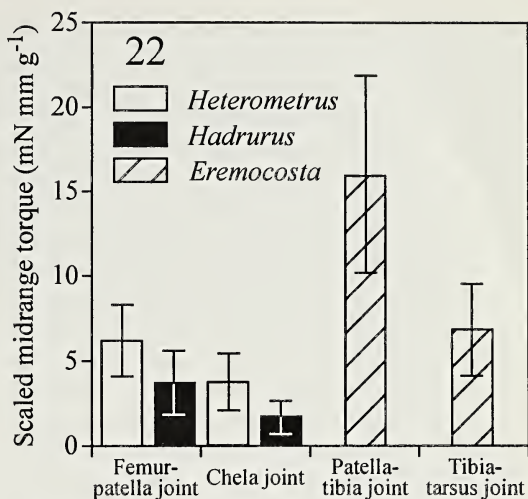 Scaled midrange torque (mN mm g⁻¹)
25
20
15
10
5
0
22
Heterometrus
Hadrurus
Eremocosta
Femur-
patella joint
Chela joint
Patella-
tibia joint
Tibia-
tarsus joint